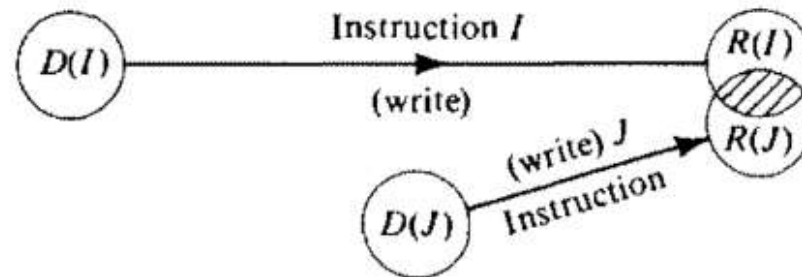 Instruction I
D(I)
R(I)
(write)
R(J)
(write) J
Instruction
D(J)